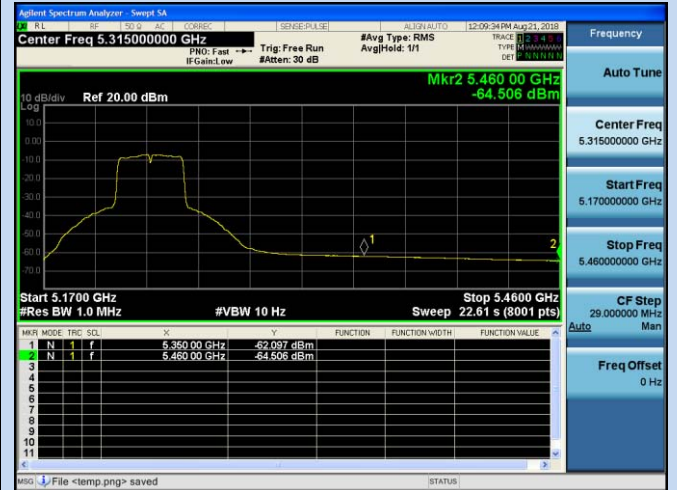 Agilent Spectrum Analyzer - Swept SA
RL RF 50 Ω AC CORREC SENSE:PULSE ALIGN AUTO 12:09:34 PM Aug 21, 2018
Center Freq 5.315000000 GHz
PNO: Fast
IFGain:Low
Trig: Free Run
#Atten: 30 dB
#Avg Type: RMS
Avg|Hold: 1/1
TRACE 1 2 3 4 5 6
TYPE M
DET P N N N N N
Frequency
Mkr2 5.460 00 GHz
-64.506 dBm
10 dB/div Ref 20.00 dBm
Log
10.0
0.00
-10.0
-20.0
-30.0
-40.0
-50.0
-60.0
-70.0
1
2
Start 5.1700 GHz Stop 5.4600 GHz
#Res BW 1.0 MHz #VBW 10 Hz Sweep 22.61 s (8001 pts)
MKR MODE TRC SCL X Y FUNCTION FUNCTION WIDTH FUNCTION VALUE
1 N 1 f 5.360 00 GHz -62.097 dBm
2 N 1 f 5.460 00 GHz -64.506 dBm
3
4
5
6
7
8
9
10
11
Auto Tune
Center Freq
5.315000000 GHz
Start Freq
5.170000000 GHz
Stop Freq
5.460000000 GHz
CF Step
29.000000 MHz
Auto Man
Freq Offset
0 Hz
MSG File <temp.png> saved STATUS